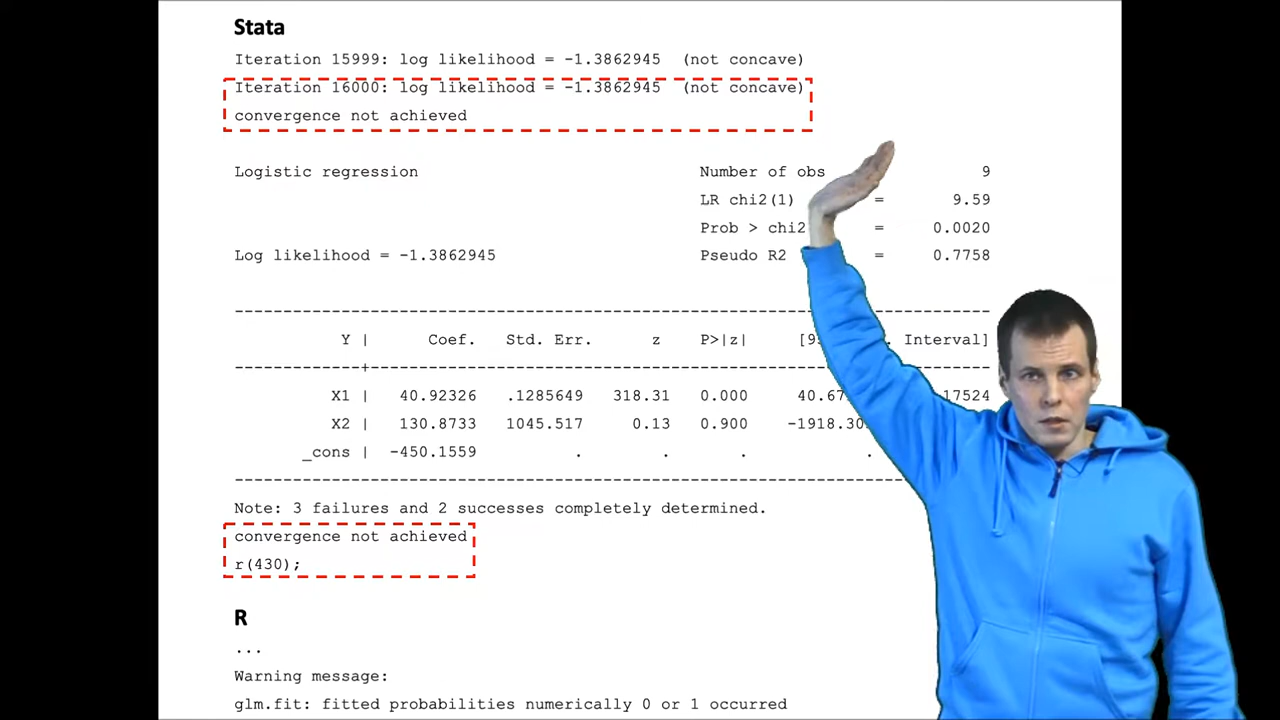 Stata
Iteration 15999: log likelihood = -1.3862945 (not concave)
Iteration 16000: log likelihood = -1.3862945 (not concave)
convergence not achieved
Logistic regression Number of obs 9
LR chi2(1) = 9.59
Prob > chi2 = 0.0020
Log likelihood = -1.3862945 Pseudo R2 = 0.7758
Y | Coef. Std. Err. z P>|z| Interval]
X1 | 40.92326 .1285649 318.31 0.000
X2 | 130.8733 1045.517 0.13 0.900
_cons | -450.1559 . . . .
Note: 3 failures and 2 successes completely determined.
convergence not achieved
r(430);
R
...
Warning message:
glm.fit: fitted probabilities numerically 0 or 1 occurred